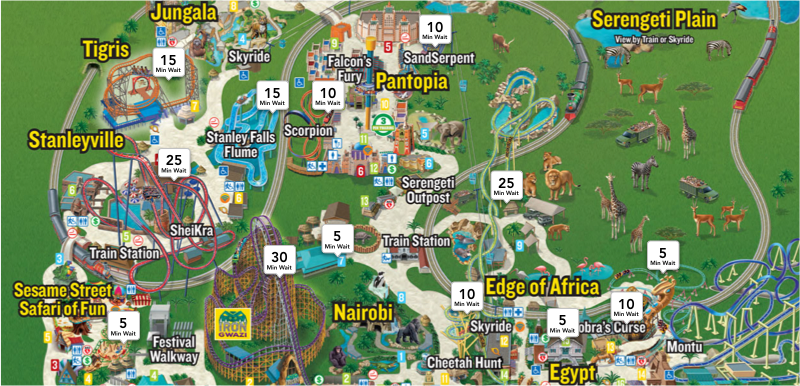 Jungala
Serengeti Plain
View by Train or Skyride
10
Min Wait
Tigris
15
Min Wait
Skyride
Falcon's
Fury
SandSerpent
Pantopia
15
Min Wait
10
Min Wait
Stanleyville
Stanley Falls
Flume
Scorpion
25
Min Wait
25
Min Wait
Serengeti
Outpost
SheiKra
Train Station
5
Min Wait
Train Station
30
Min Wait
5
Min Wait
Sesame Street
Safari of Fun
Edge of Africa
10
Min Wait
10
Min Wait
5
Min Wait
IRON
GWAZI
Nairobi
5
Min Wait
Skyride
obra's Curse
Festival
Walkway
Cheetah Hunt
Egypt
Montu